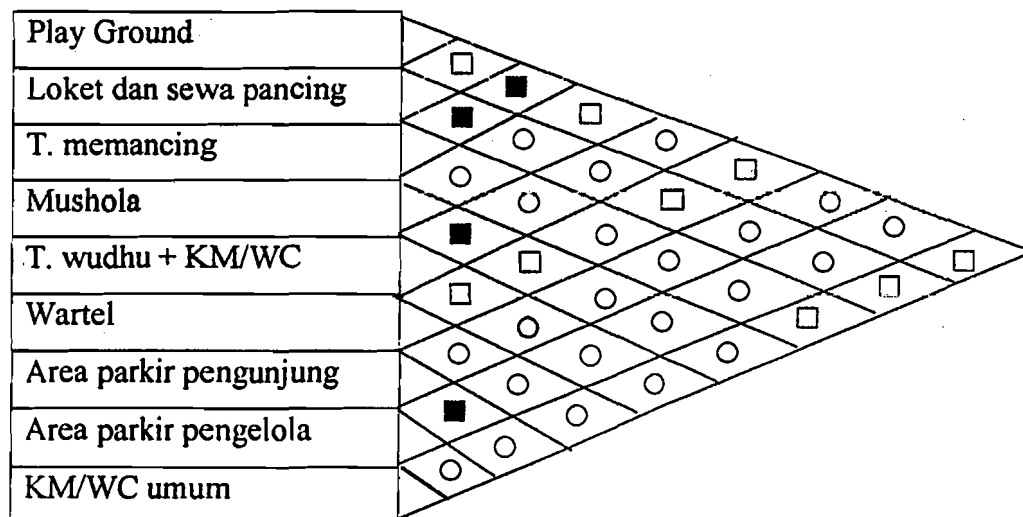 Play Ground
Loket dan sewa pancing
T. memancing
Mushola
T. wudhu + KM/WC
Wartel
Area parkir pengunjung
Area parkir pengelola
KM/WC umum